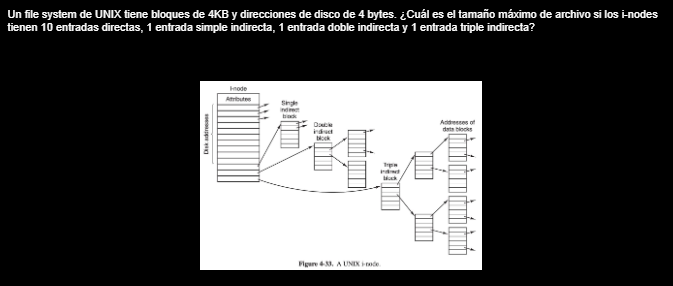 Un file system de UNIX tiene bloques de 4KB y direcciones de disco de 4 bytes. ¿Cuál es el tamaño máximo de archivo si los i-nodes
tienen 10 entradas directas, 1 entrada simple indirecta, 1 entrada doble indirecta y 1 entrada triple indirecta?
I-node
Attributes
Disk addresses
Single
indirect
block
Double
indirect
block
Triple
indirect
block
Addresses of
data blocks
Figure 4-33. A UNIX i-node.